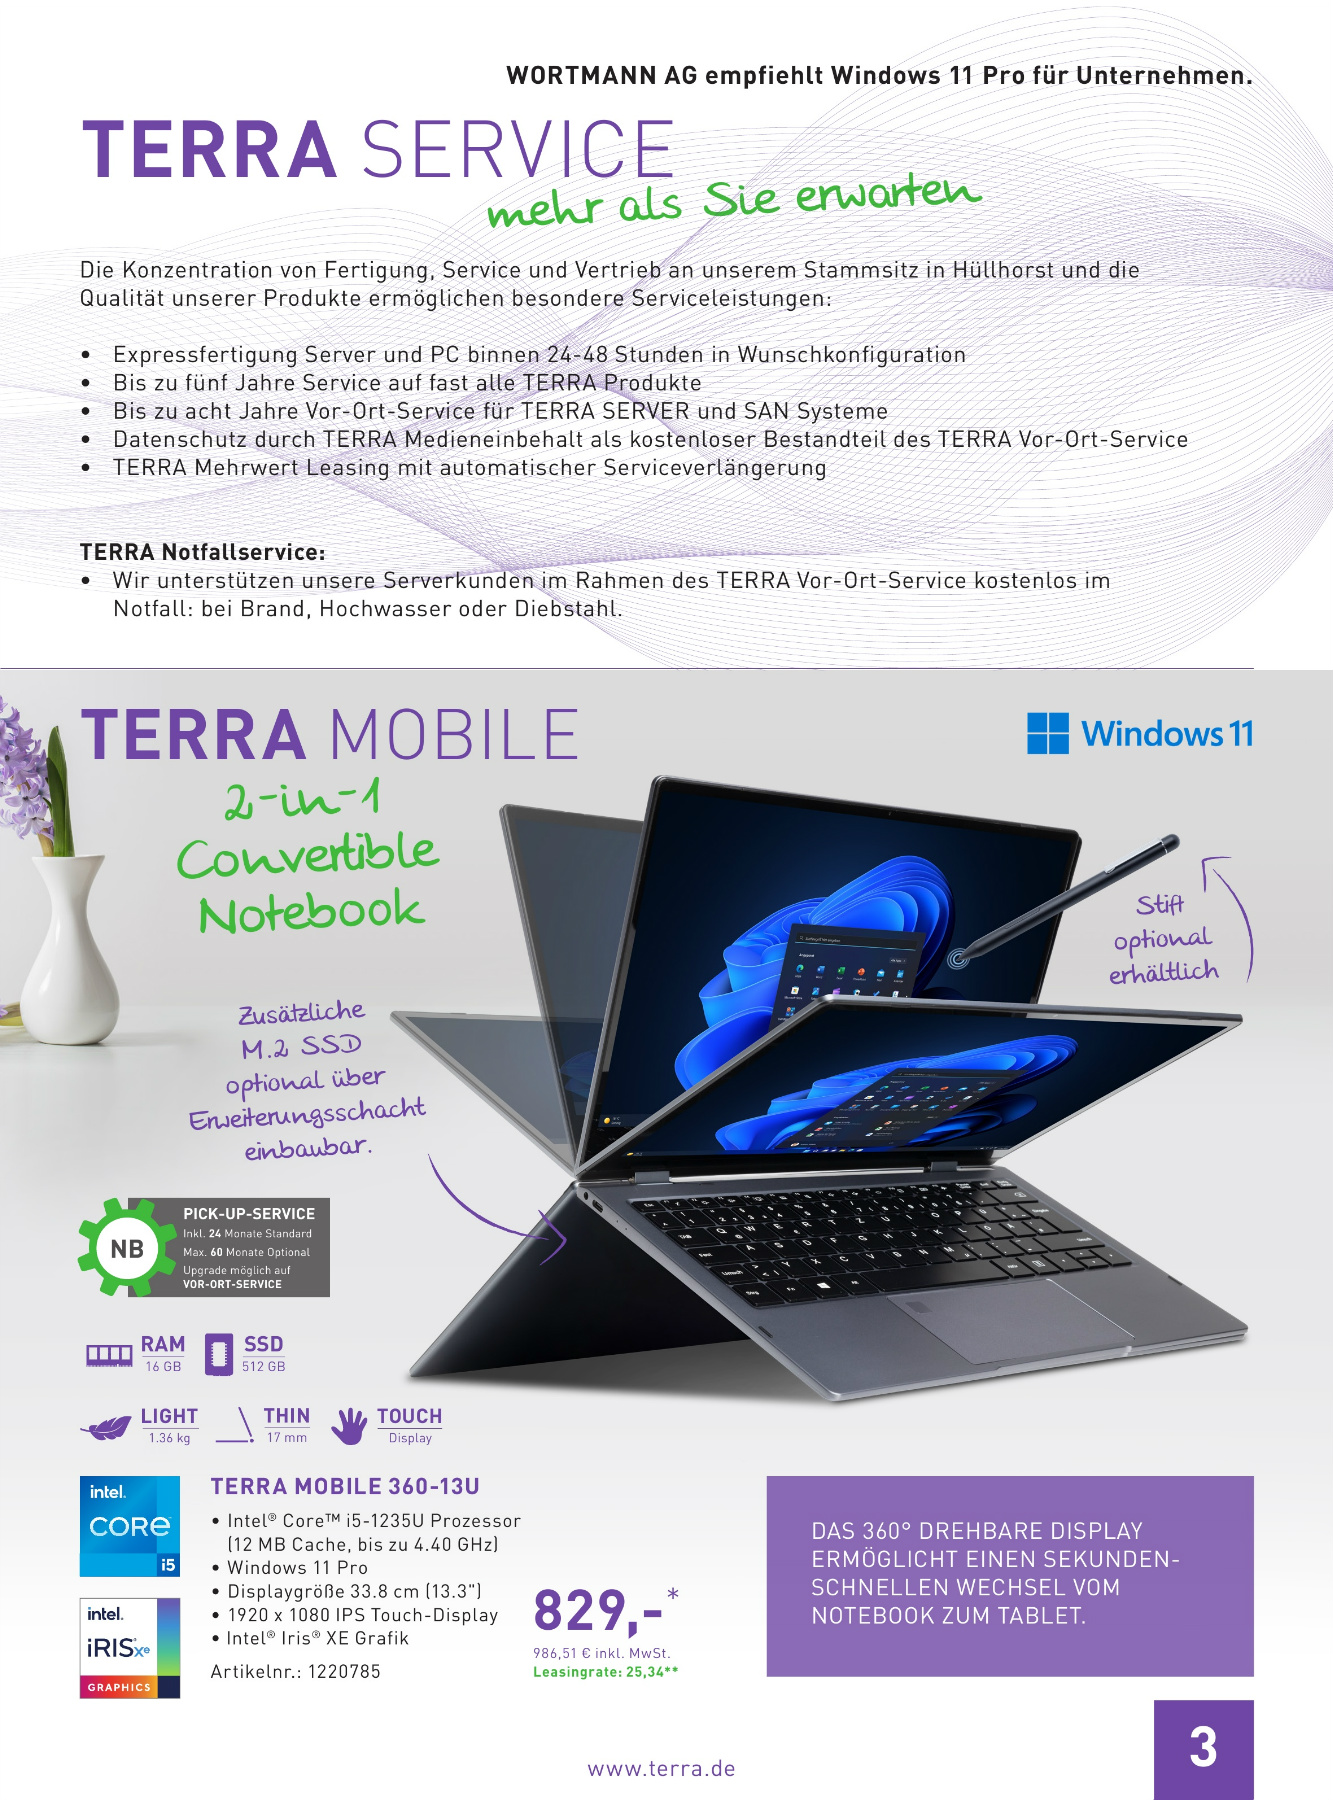 WORTMANN AG empfiehlt Windows 11 Pro für Unternehmen.
TERRA SERVICE
mehr als Sie erwarten
Die Konzentration von Fertigung, Service und Vertrieb an unserem Stammsitz in Hüllhorst und die
Qualität unserer Produkte ermöglichen besondere Serviceleistungen:
• Expressfertigung Server und PC binnen 24-48 Stunden in Wunschkonfiguration
• Bis zu fünf Jahre Service auf fast alle TERRA Produkte
• Bis zu acht Jahre Vor-Ort-Service für TERRA SERVER und SAN Systeme
• Datenschutz durch TERRA Medieneinbehalt als kostenloser Bestandteil des TERRA Vor-Ort-Service
• TERRA Mehrwert Leasing mit automatischer Serviceverlängerung
TERRA Notfallservice:
• Wir unterstützen unsere Serverkunden im Rahmen des TERRA Vor-Ort-Service kostenlos im
Notfall: bei Brand, Hochwasser oder Diebstahl.
TERRA MOBILE
Windows 11
2-in-1
Convertible
Notebook
Stift
optional
erhältlich
Zusätzliche
M.2 SSD
optional über
Erweiterungsschacht
einbaubar.
NB
PICK-UP-SERVICE
Inkl. 24 Monate Standard
Max. 60 Monate Optional
Upgrade möglich auf
VOR-ORT-SERVICE
RAM
16 GB
SSD
512 GB
LIGHT
1.36 kg
THIN
17 mm
TOUCH
Display
intel.
CORE
i5
intel.
iRISxe
GRAPHICS
TERRA MOBILE 360-13U
• Intel® Core™ i5-1235U Prozessor
(12 MB Cache, bis zu 4.40 GHz)
• Windows 11 Pro
• Displaygröße 33.8 cm (13.3")
• 1920 x 1080 IPS Touch-Display
• Intel® Iris® XE Grafik
Artikelnr.: 1220785
829,-*
986,51 € inkl. MwSt.
Leasingrate: 25,34**
DAS 360° DREHBARE DISPLAY
ERMÖGLICHT EINEN SEKUNDEN-
SCHNELLEN WECHSEL VOM
NOTEBOOK ZUM TABLET.
3
www.terra.de